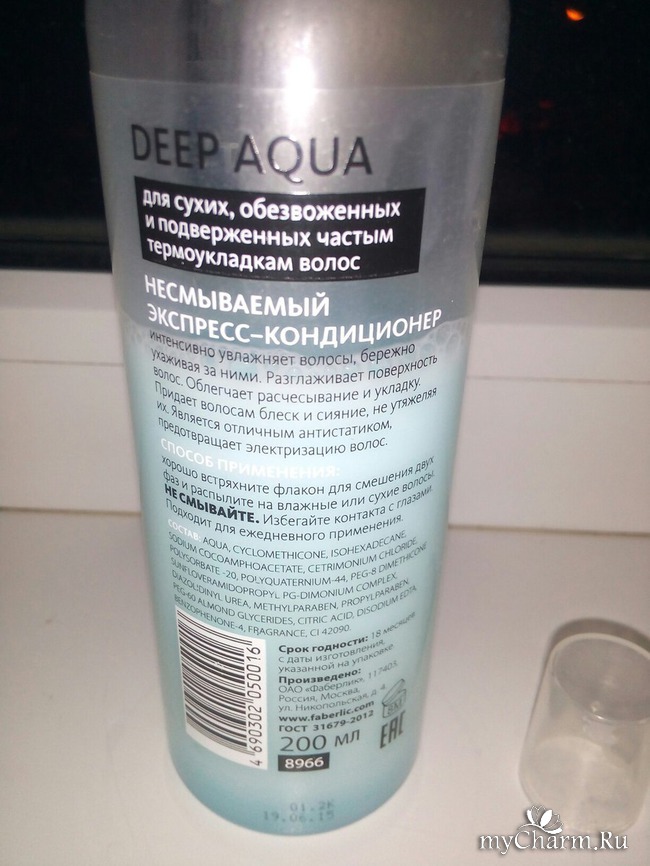 DEEP AQUA
для сухих, обезвоженных
и подверженных частым
термоукладкам волос
НЕСМЫВАЕМЫЙ
ЭКСПРЕСС-КОНДИЦИОНЕР
интенсивно увлажняет волосы, бережно
ухаживая за ними. Разглаживает поверхность
волос. Облегчает расчесывание и укладку.
Придает волосам блеск и сияние, не утяжеляя
их. Является отличным антистатиком,
предотвращает электризацию волос.
СПОСОБ ПРИМЕНЕНИЯ:
хорошо встряхните флакон для смешения двух
фаз и распылите на влажные или сухие волосы.
НЕ СМЫВАЙТЕ. Избегайте контакта с глазами.
Подходит для ежедневного применения.
СОСТАВ: AQUA, CYCLOMETHICONE, ISOHEXADECANE,
SODIUM COCOAMPHOACETATE, CETRIMONIUM CHLORIDE,
POLYSORBATE -20, POLYQUATERNIUM-44, PEG-8 DIMETHICONE
SUNFLOWERAMIDOPROPYL PG-DIMONIUM COMPLEX,
DIAZOLIDINYL UREA, METHYLPARABEN, PROPYLPARABEN,
PEG-60 ALMOND GLYCERIDES, CITRIC ACID, DISODIUM EDTA,
BENZOPHENONE-4, FRAGRANCE, CI 42090.
4 690302 050016
Срок годности: 18 месяцев
с даты изготовления,
указанной на упаковке
Произведено:
ОАО «Фаберлик», 117403,
Россия, Москва,
ул. Никопольская, д. 4
www.faberlic.com
ГОСТ 31679-2012
8M
200 МЛ
EAC
8966
01.2K
19.06.15
myCharm.Ru